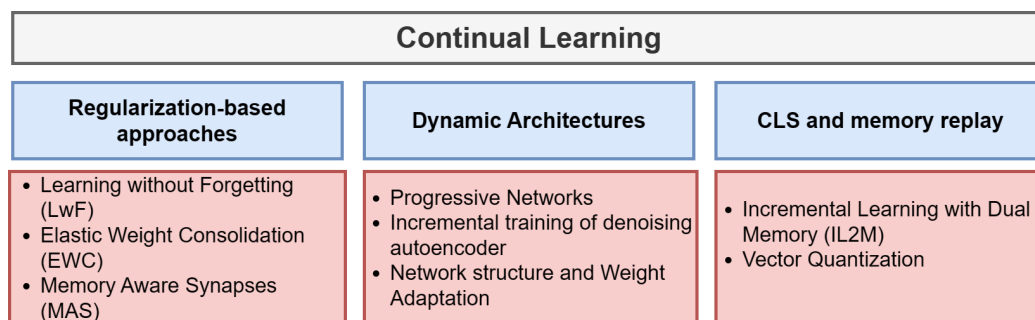 Continual Learning
Regularization-based
approaches
Dynamic Architectures
CLS and memory replay
• Learning without Forgetting
(LwF)
• Elastic Weight Consolidation
(EWC)
• Memory Aware Synapses
(MAS)
• Progressive Networks
• Incremental training of denoising
autoencoder
• Network structure and Weight
Adaptation
• Incremental Learning with Dual
Memory (IL2M)
• Vector Quantization